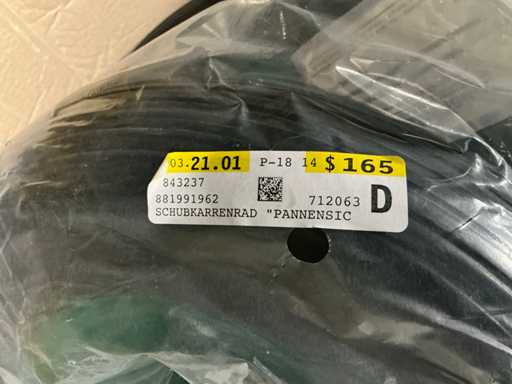 03.21.01 P-18 14 $165
843237
881991962 712063 D
SCHUBKARRENRAD "PANNENSIC